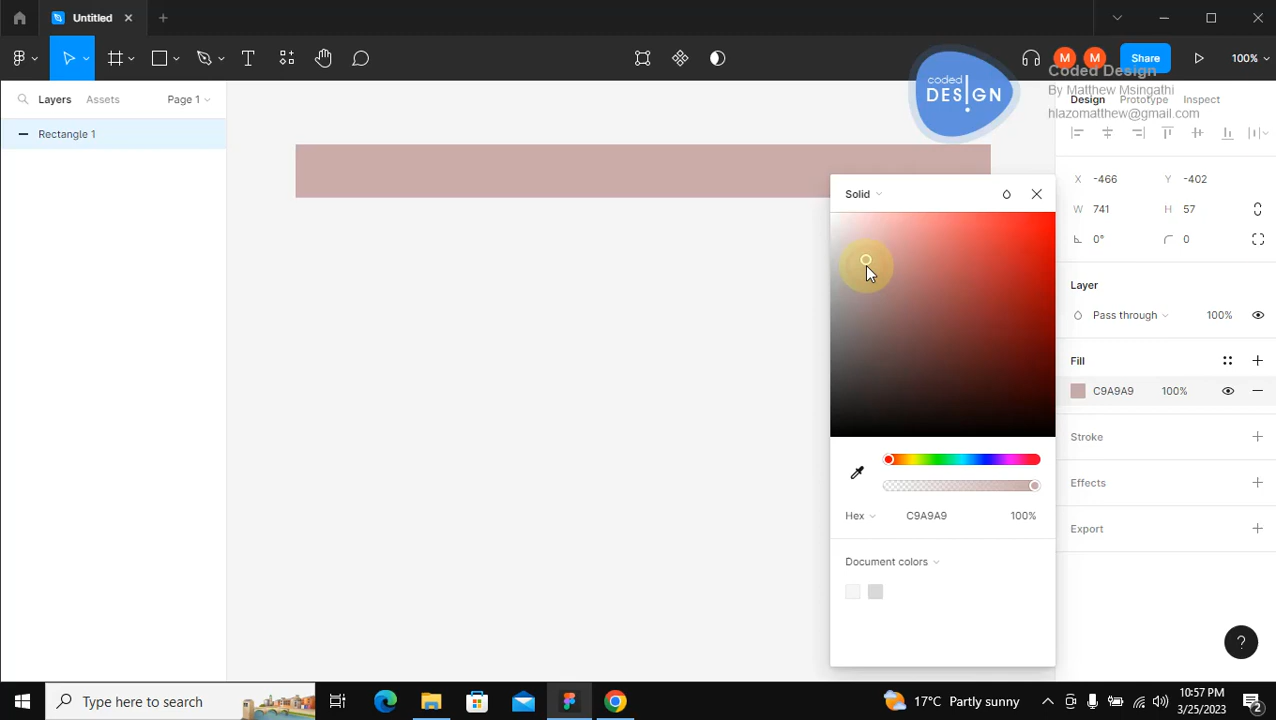 Untitled
Share
100%
coded
DES!GN
Coded Design
By Matthew Msingathi
hlazomatthew@gmail.com
Layers
Assets
Page 1
Design
Prototype
Inspect
Rectangle 1
X -466
Y -402
W 741
H 57
0°
0
Layer
Pass through
100%
Fill
C9A9A9
100%
Stroke
Effects
Export
Solid
Hex
C9A9A9
100%
Document colors
?
Type here to search
17°C Partly sunny
10:57 PM
3/25/2023
2
M
M